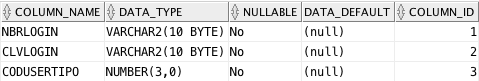 COLUMN_NAME DATA_TYPE NULLABLE DATA_DEFAULT COLUMN_ID
NBRLOGIN VARCHAR2(10 BYTE) No (null) 1
CLVLOGIN VARCHAR2(10 BYTE) No (null) 2
CODUSERTIPO NUMBER(3,0) No (null) 3